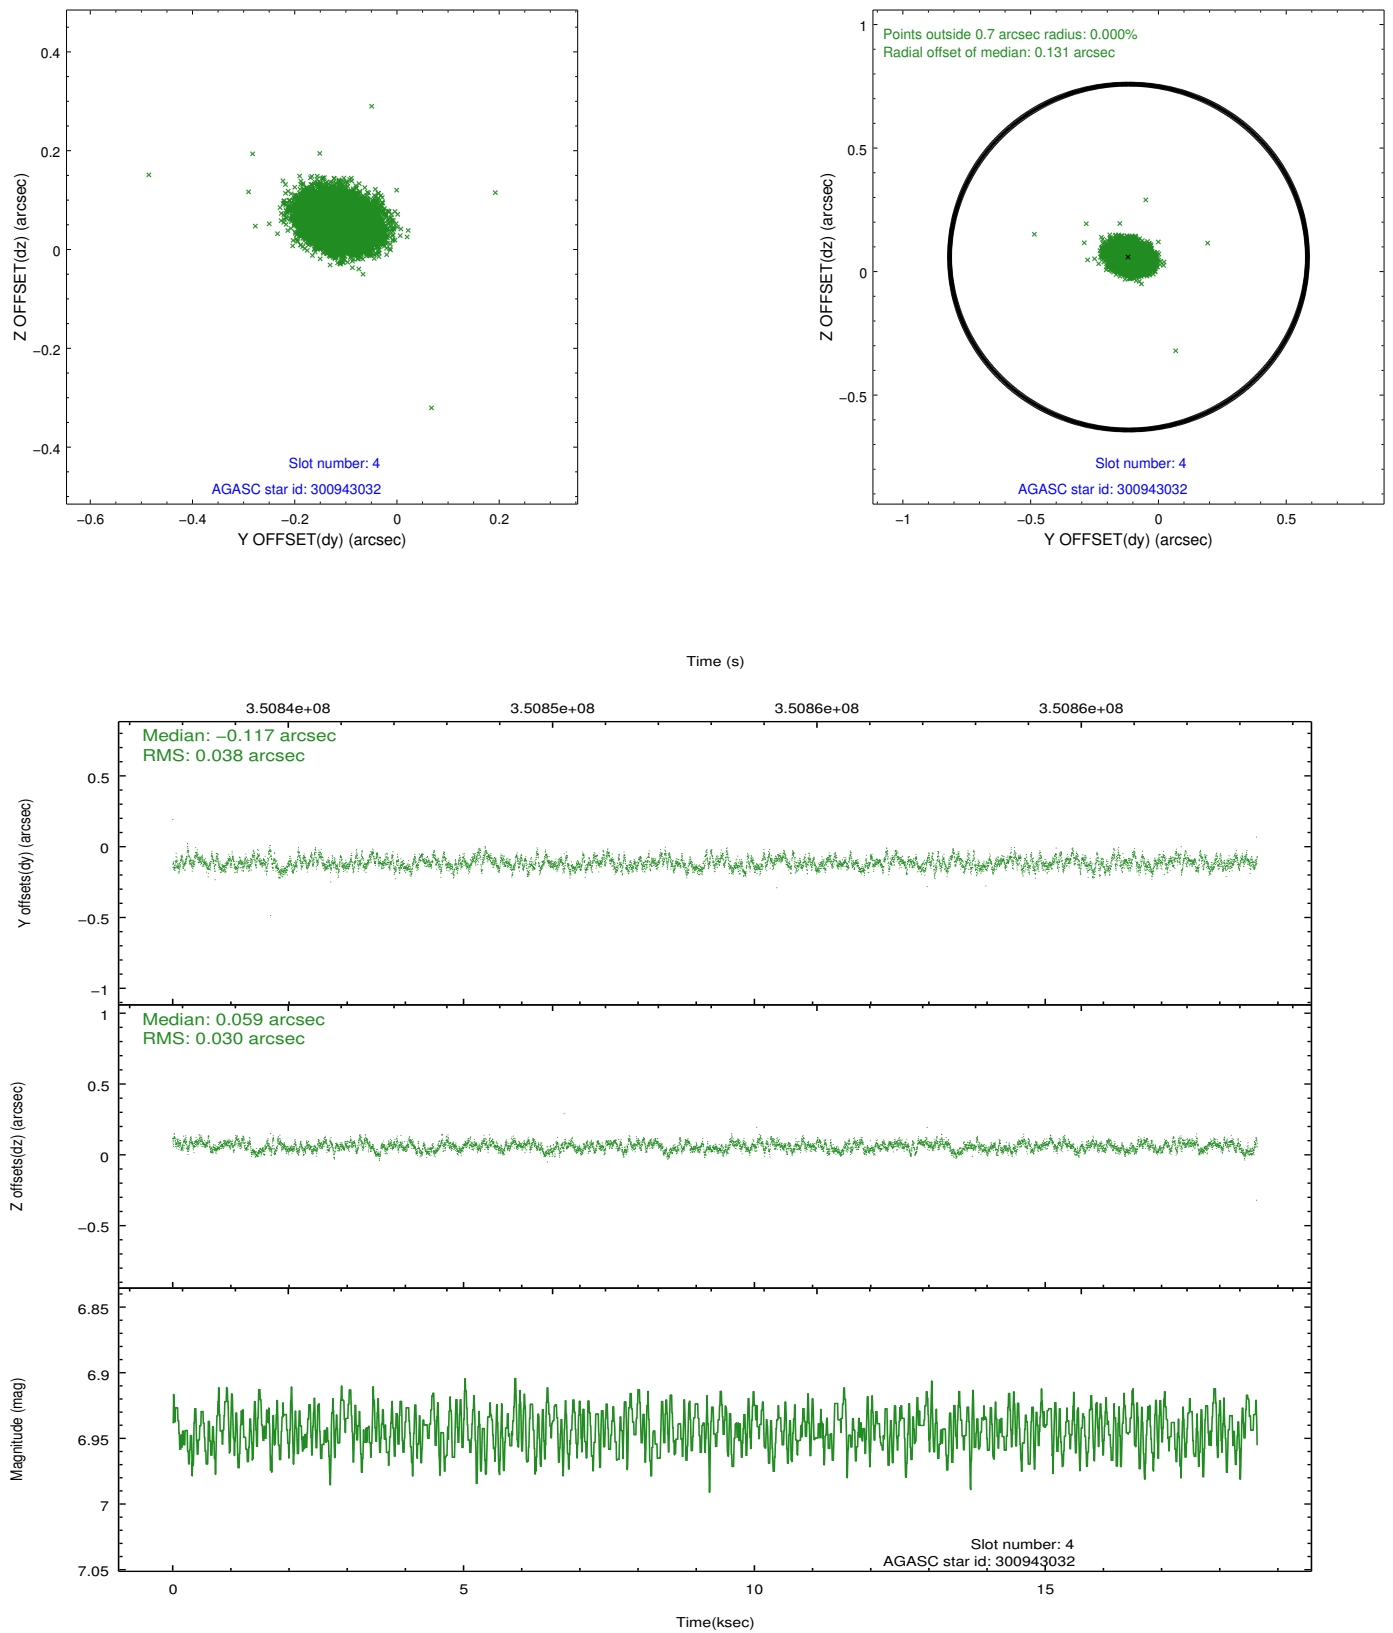 0.4
0.2
0
−0.2
−0.4
Z OFFSET(dz) (arcsec)
Slot number: 4
AGASC star id: 300943032
−0.6
−0.4
−0.2
0
0.2
Y OFFSET(dy) (arcsec)
Points outside 0.7 arcsec radius: 0.000%
Radial offset of median: 0.131 arcsec
1
0.5
0
−0.5
Z OFFSET(dz) (arcsec)
Slot number: 4
AGASC star id: 300943032
−1
−0.5
0
0.5
Y OFFSET(dy) (arcsec)
Time (s)
3.5084e+08
3.5085e+08
3.5086e+08
3.5086e+08
Median: −0.117 arcsec
RMS: 0.038 arcsec
0.5
0
−0.5
−1
Y offsets(dy) (arcsec)
Median: 0.059 arcsec
RMS: 0.030 arcsec
1
0.5
0
−0.5
Z offsets(dz) (arcsec)
6.85
6.9
6.95
7
7.05
Magnitude (mag)
Slot number: 4
AGASC star id: 300943032
0
5
10
15
Time(ksec)